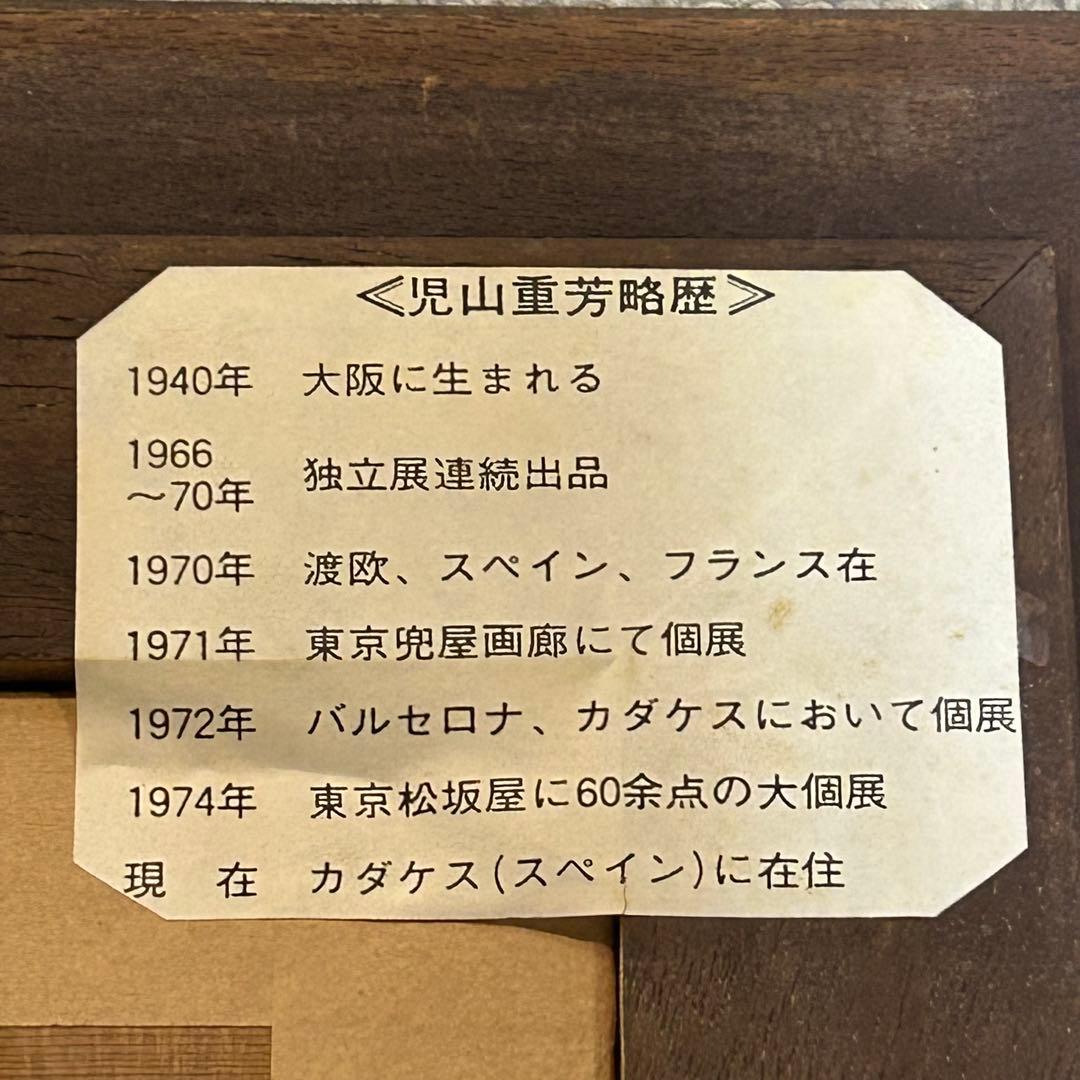 ≪児山重芳略歴≫
1940年 大阪に生まれる
1966
～70年 独立展連続出品
1970年 渡欧、スペイン、フランス在
1971年 東京兜屋画廊にて個展
1972年 バルセロナ、カダケスにおいて個展
1974年 東京松坂屋に60余点の大個展
現 在 カダケス(スペイン)に在住